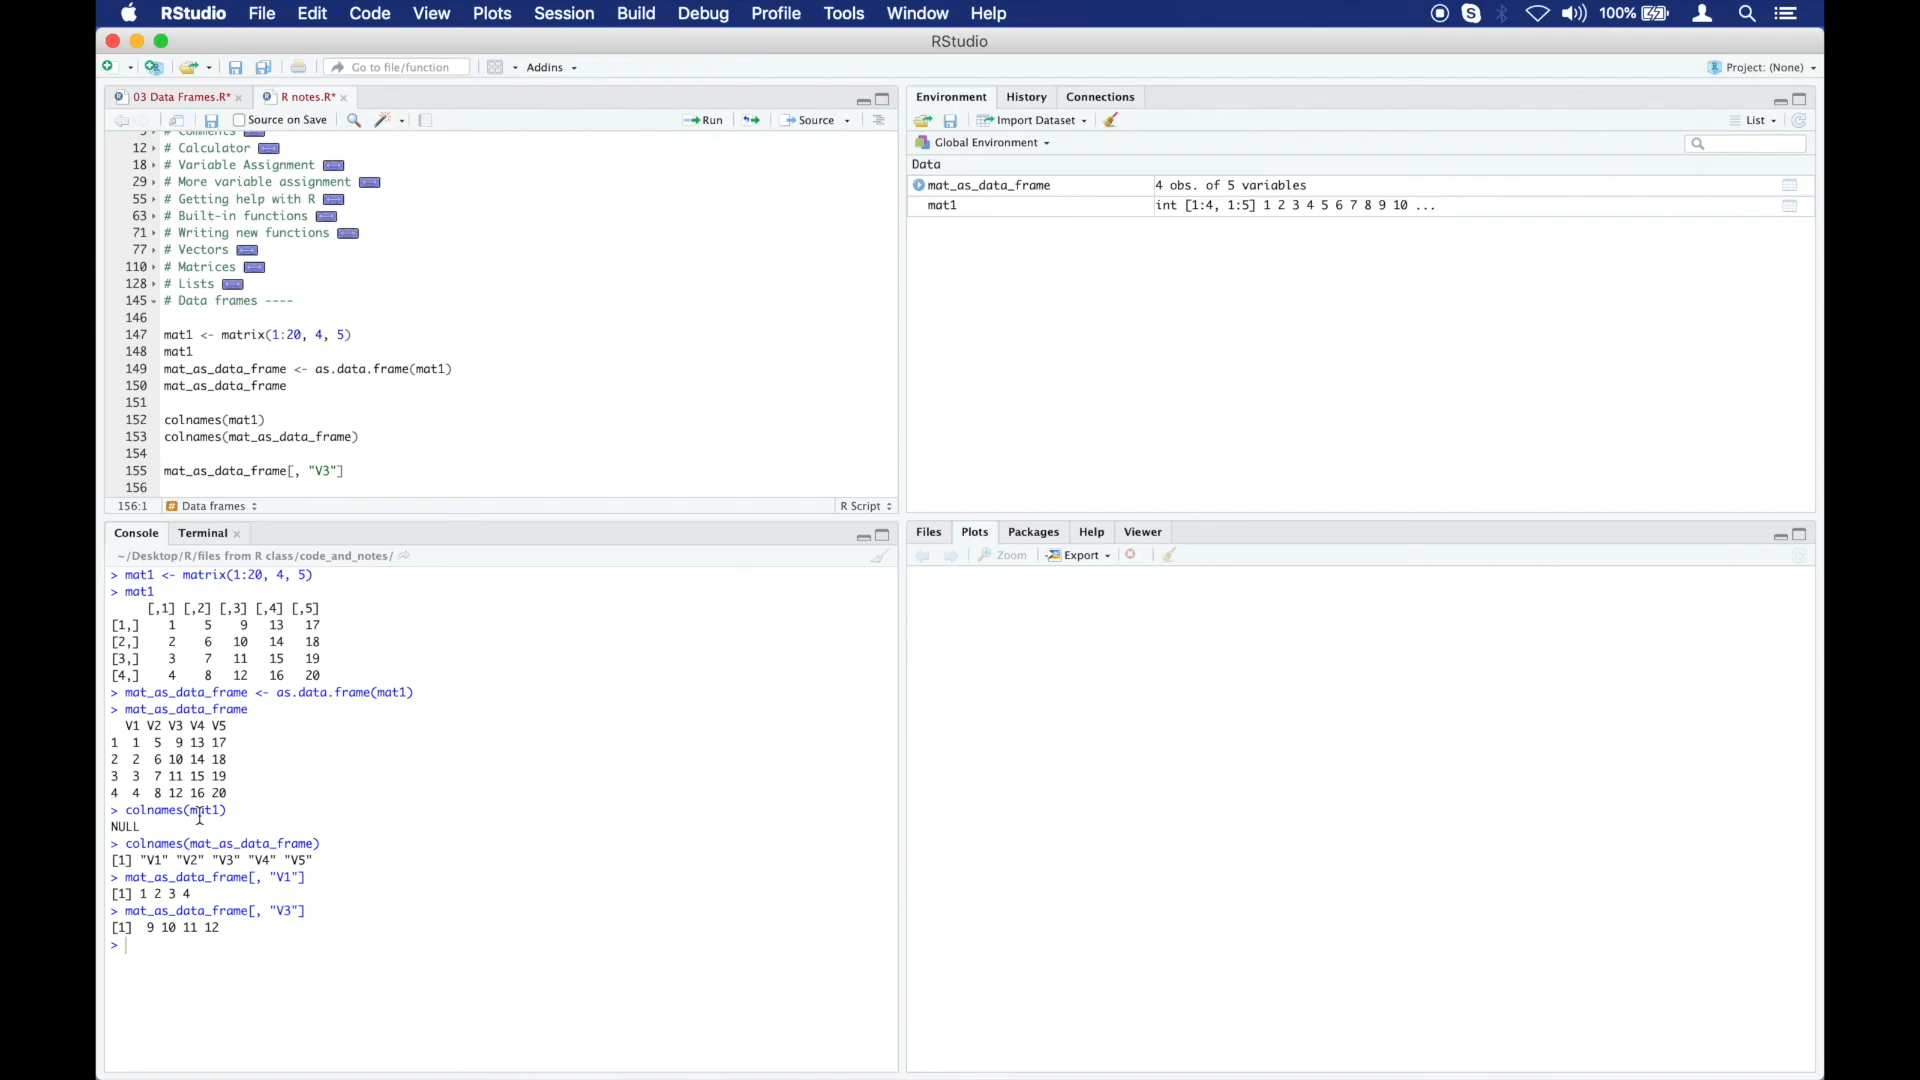 RStudio File Edit Code View Plots Session Build Debug Profile Tools Window Help 100%
RStudio
Go to file/function Addins Project: (None)
03 Data Frames.R* R notes.R*
Source on Save Run Source
# Comments
12 # Calculator
18 # Variable Assignment
29 # More variable assignment
55 # Getting help with R
63 # Built-in functions
71 # Writing new functions
77 # Vectors
110 # Matrices
128 # Lists
145 # Data frames ----
146
147 mat1 <- matrix(1:20, 4, 5)
148 mat1
149 mat_as_data_frame <- as.data.frame(mat1)
150 mat_as_data_frame
151
152 colnames(mat1)
153 colnames(mat_as_data_frame)
154
155 mat_as_data_frame[, "V3"]
156
156:1 Data frames R Script
Console Terminal
~/Desktop/R/files from R class/code_and_notes/
> mat1 <- matrix(1:20, 4, 5)
> mat1
[,1] [,2] [,3] [,4] [,5]
[1,] 1 5 9 13 17
[2,] 2 6 10 14 18
[3,] 3 7 11 15 19
[4,] 4 8 12 16 20
> mat_as_data_frame <- as.data.frame(mat1)
> mat_as_data_frame
V1 V2 V3 V4 V5
1 1 5 9 13 17
2 2 6 10 14 18
3 3 7 11 15 19
4 4 8 12 16 20
> colnames(mat1)
NULL
> colnames(mat_as_data_frame)
[1] "V1" "V2" "V3" "V4" "V5"
> mat_as_data_frame[, "V1"]
[1] 1 2 3 4
> mat_as_data_frame[, "V3"]
[1] 9 10 11 12
>
Environment History Connections
Import Dataset List
Global Environment
Data
mat_as_data_frame 4 obs. of 5 variables
mat1 int [1:4, 1:5] 1 2 3 4 5 6 7 8 9 10 ...
Files Plots Packages Help Viewer
Zoom Export